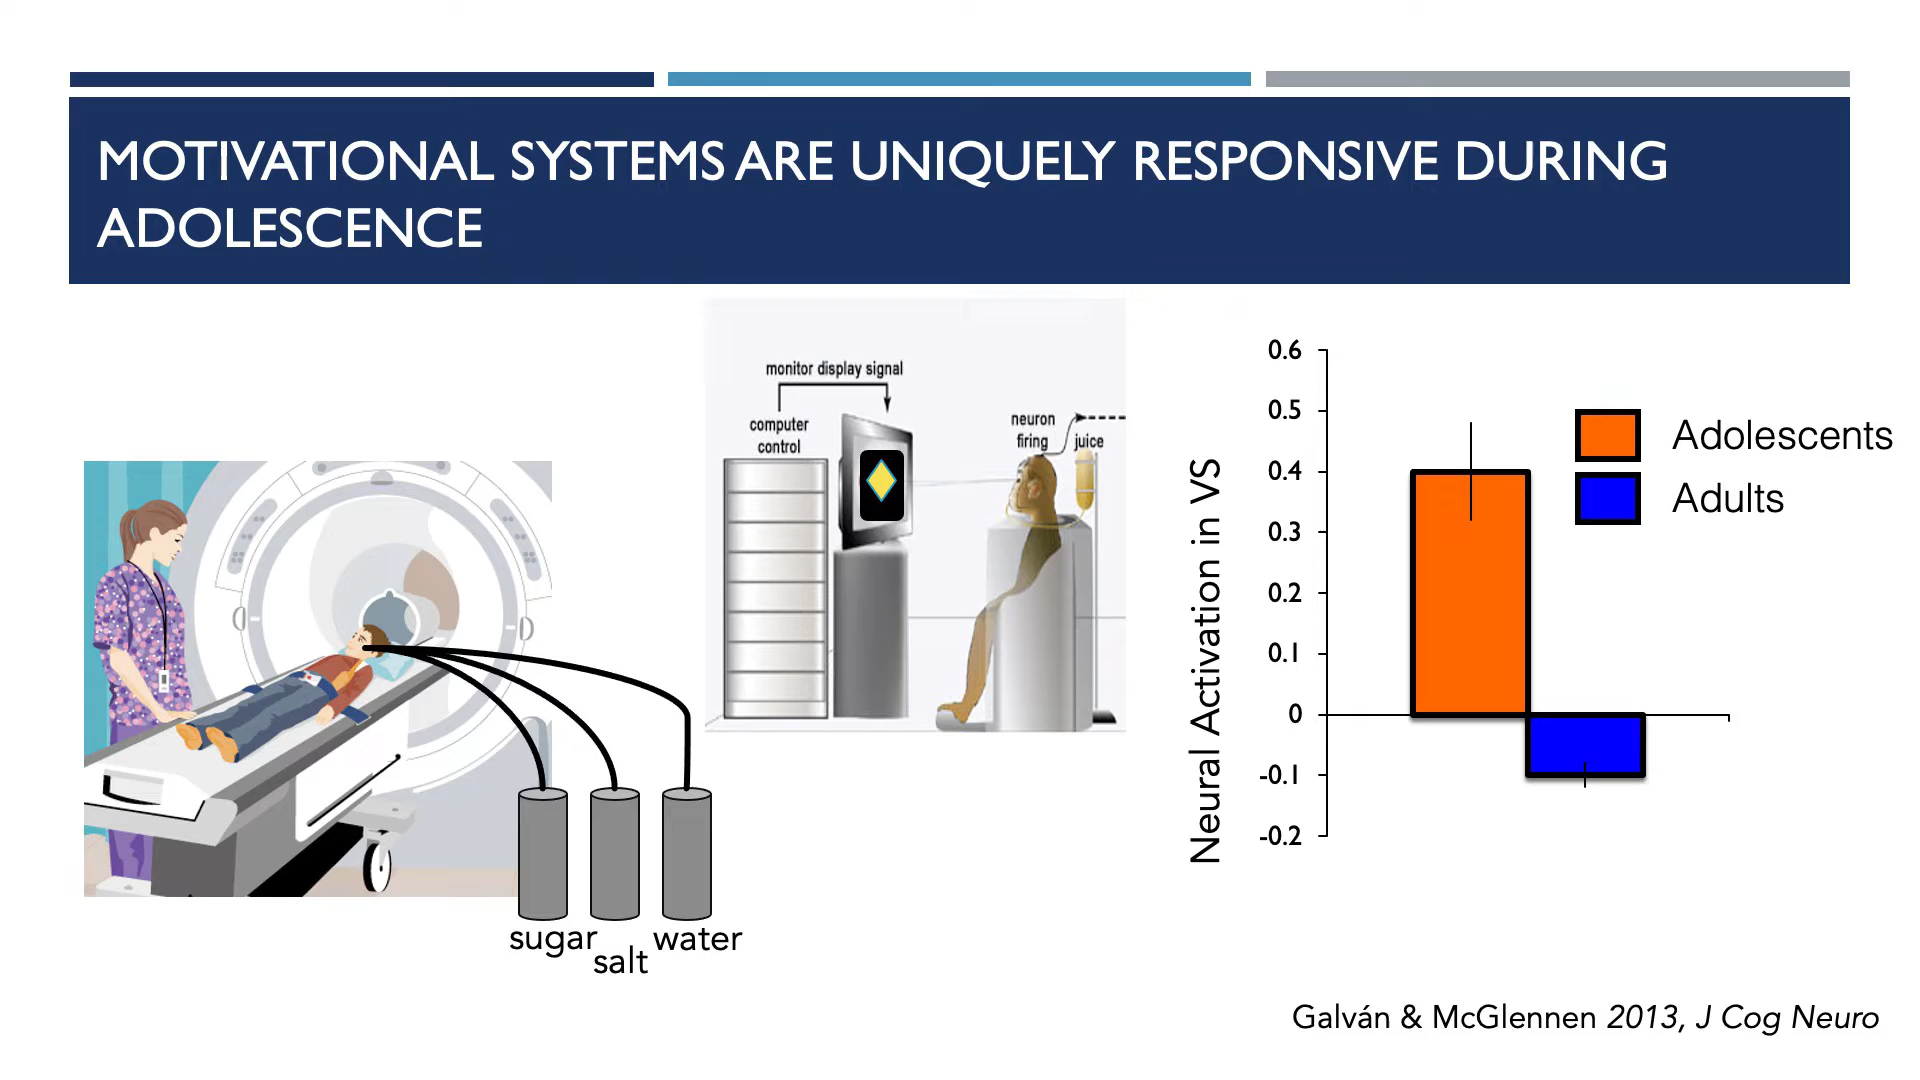 MOTIVATIONAL SYSTEMS ARE UNIQUELY RESPONSIVE DURING
ADOLESCENCE
sugar
salt
water
monitor display signal
computer
control
neuron
firing
juice
Neural Activation in VS
0.6
0.5
0.4
0.3
0.2
0.1
0
-0.1
-0.2
Adolescents
Adults
Galván & McGlennen 2013, J Cog Neuro